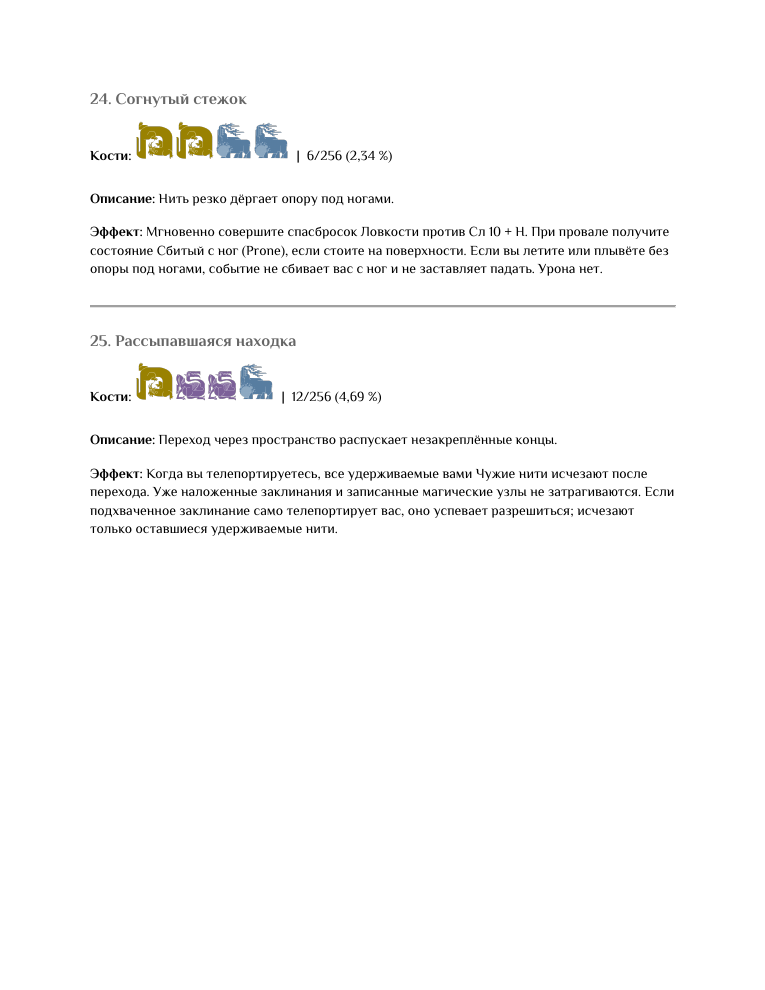 24. Согнутый стежок
Кости: | 6/256 (2,34 %)
Описание: Нить резко дёргает опору под ногами.
Эффект: Мгновенно совершите спасбросок Ловкости против Сл 10 + Н. При провале получите
состояние Сбитый с ног (Prone), если стоите на поверхности. Если вы летите или плывёте без
опоры под ногами, событие не сбивает вас с ног и не заставляет падать. Урона нет.
25. Рассыпавшаяся находка
Кости: | 12/256 (4,69 %)
Описание: Переход через пространство распускает незакреплённые концы.
Эффект: Когда вы телепортируетесь, все удерживаемые вами Чужие нити исчезают после
перехода. Уже наложенные заклинания и записанные магические узлы не затрагиваются. Если
подхваченное заклинание само телепортирует вас, оно успевает разрешиться; исчезают
только оставшиеся удерживаемые нити.